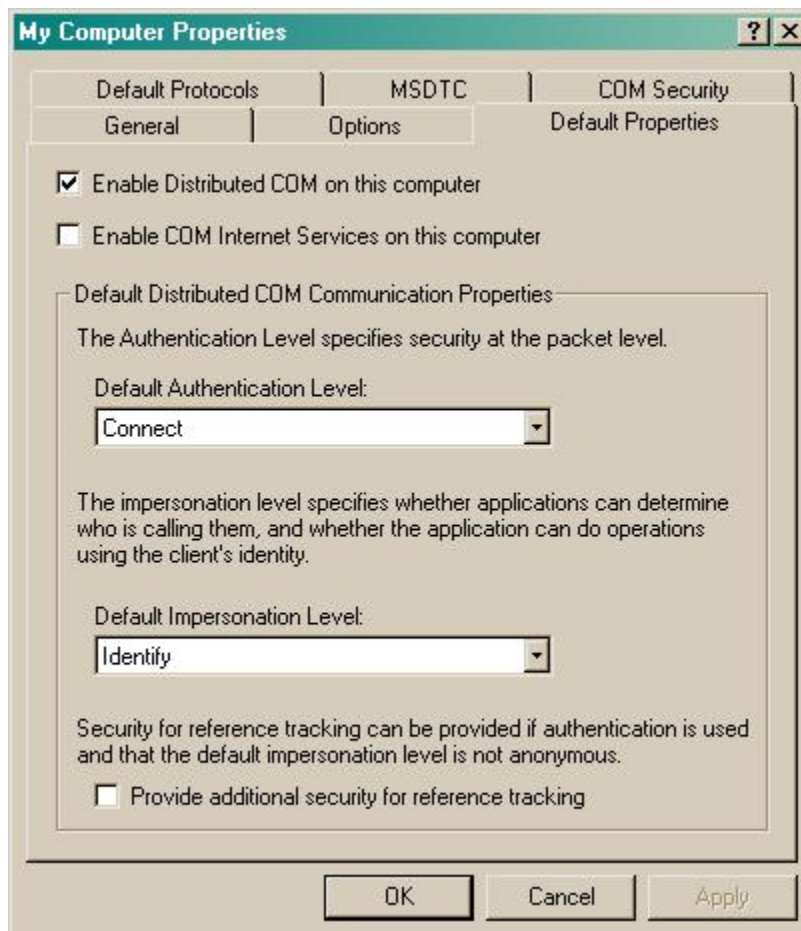 My Computer Properties
Default Protocols
MSDTC
COM Security
General
Options
Default Properties
Enable Distributed COM on this computer
Enable COM Internet Services on this computer
Default Distributed COM Communication Properties
The Authentication Level specifies security at the packet level.
Default Authentication Level:
Connect
The impersonation level specifies whether applications can determine
who is calling them, and whether the application can do operations
using the client's identity.
Default Impersonation Level:
Identify
Security for reference tracking can be provided if authentication is used
and that the default impersonation level is not anonymous.
Provide additional security for reference tracking
OK
Cancel
Apply